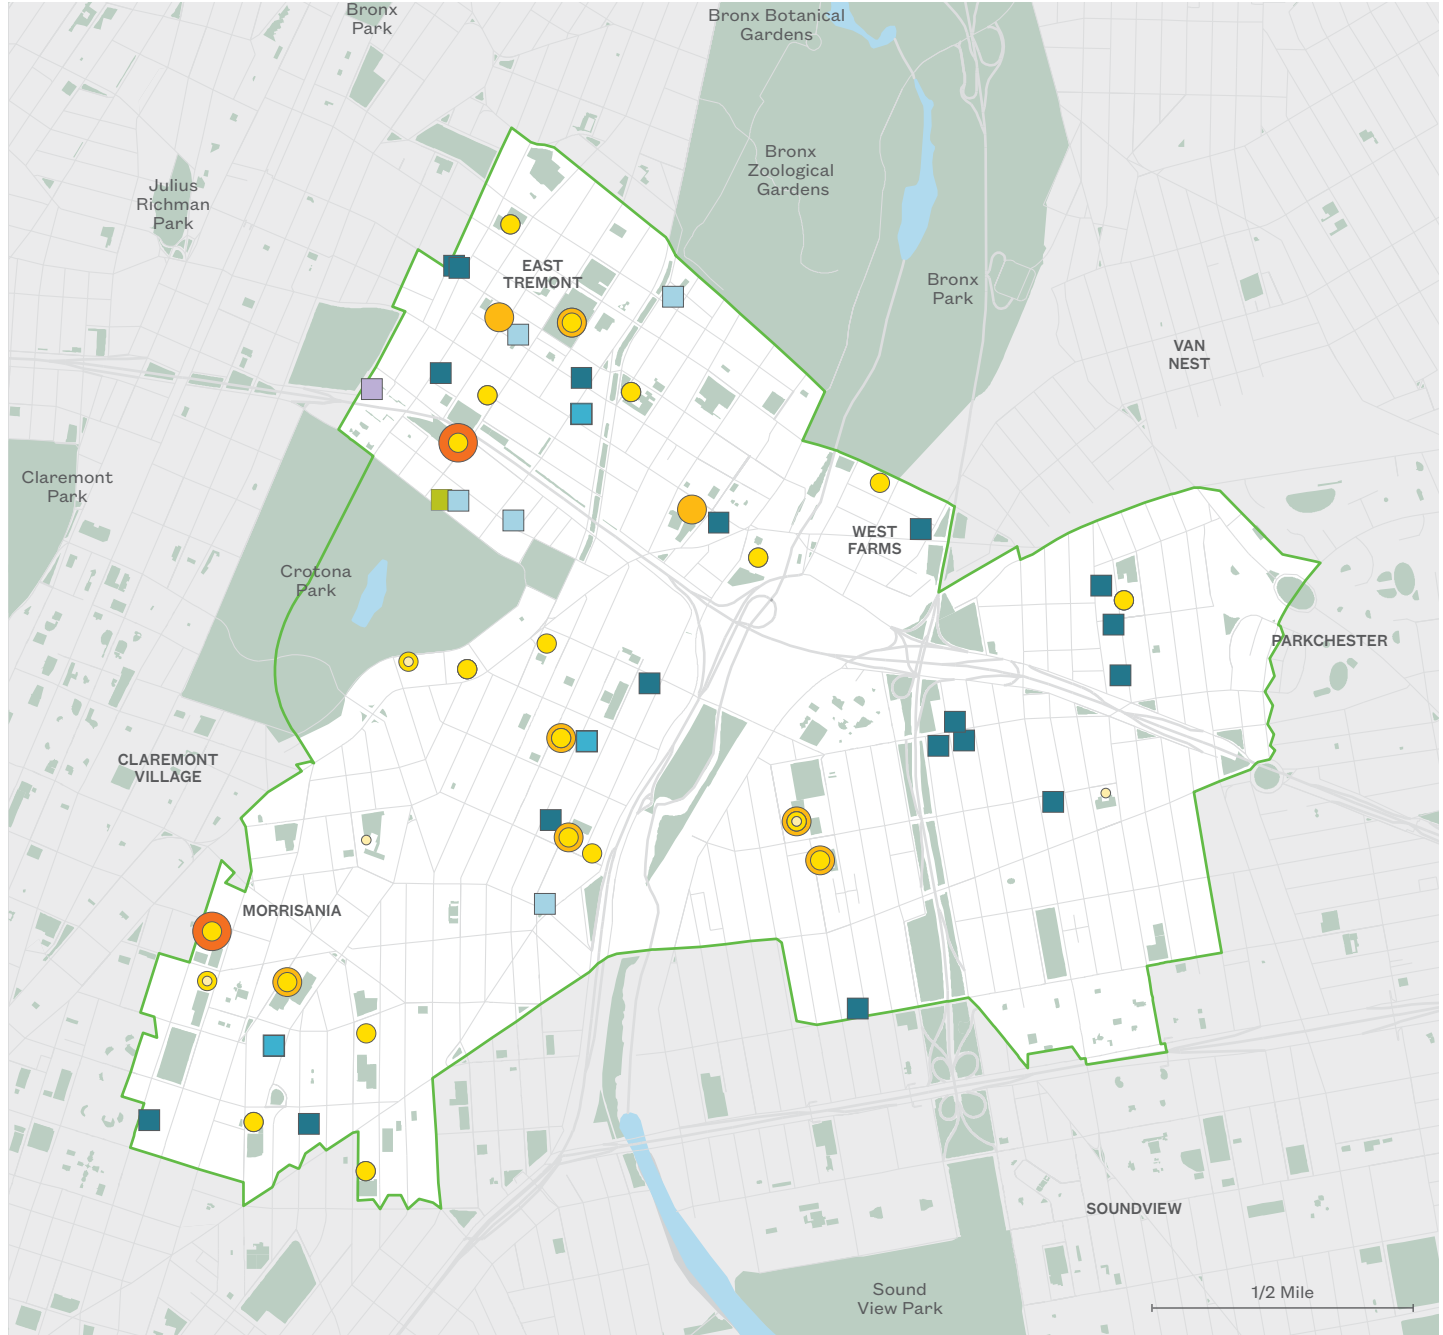 Bronx
Park
Bronx Botanical
Gardens
Bronx
Zoological
Gardens
Julius
Richman
Park
EAST
TREMONT
Bronx
Park
VAN
NEST
Claremont
Park
WEST
FARMS
Crotona
Park
PARKCHESTER
CLAREMONT
VILLAGE
MORRISANIA
SOUNDVIEW
Sound
View Park
1/2 Mile